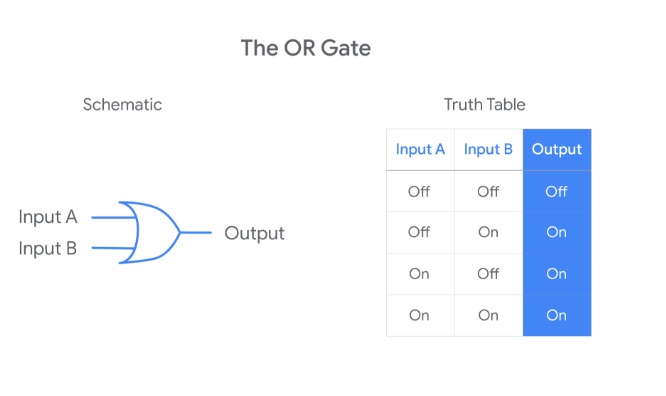 The OR Gate
Schematic
Input A
Input B
Output
Truth Table
Input A Input B Output
Off Off Off
Off On On
On Off On
On On On